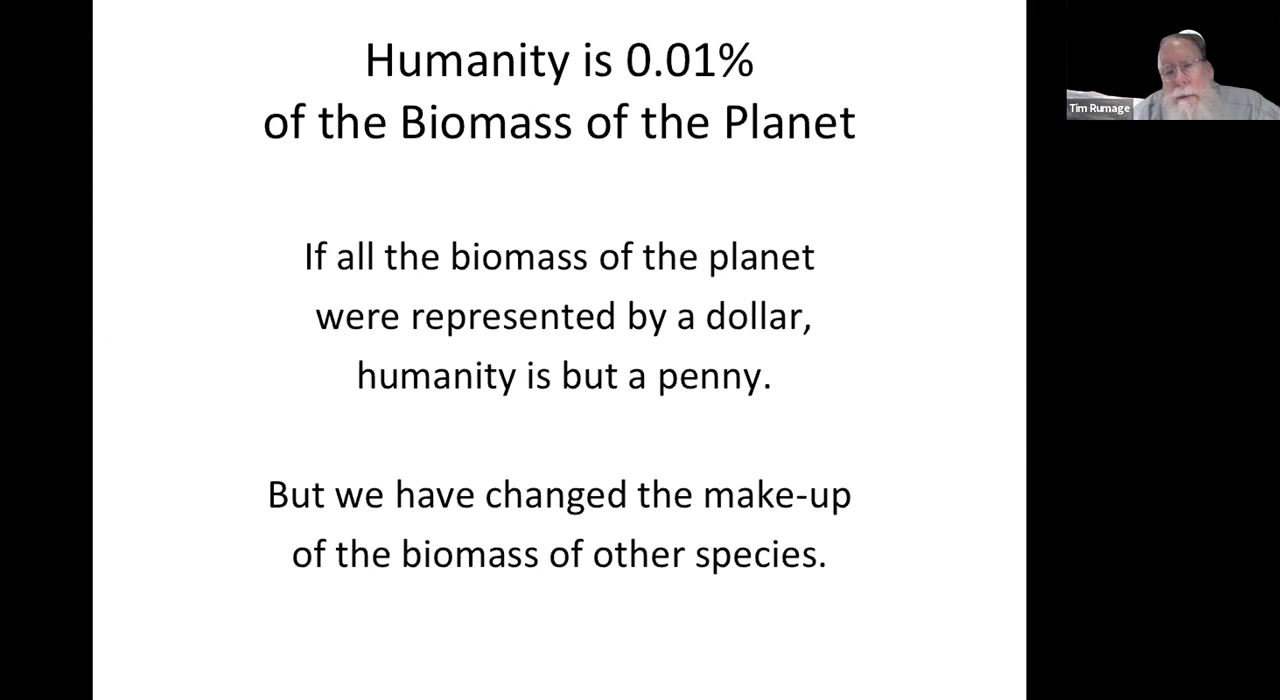 Humanity is 0.01%
of the Biomass of the Planet
If all the biomass of the planet
were represented by a dollar,
humanity is but a penny.
But we have changed the make-up
of the biomass of other species.
Tim Rumage